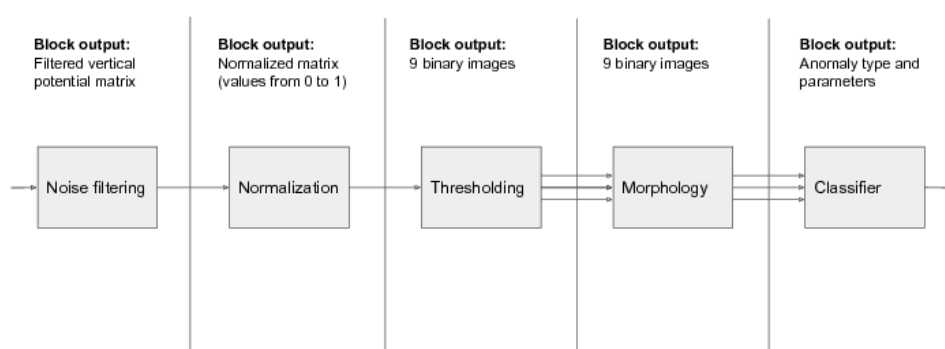 Block output:
Filtered vertical
potential matrix
Block output:
Normalized matrix
(values from 0 to 1)
Block output:
9 binary images
Block output:
9 binary images
Block output:
Anomaly type and
parameters
Noise filtering
Normalization
Thresholding
Morphology
Classifier